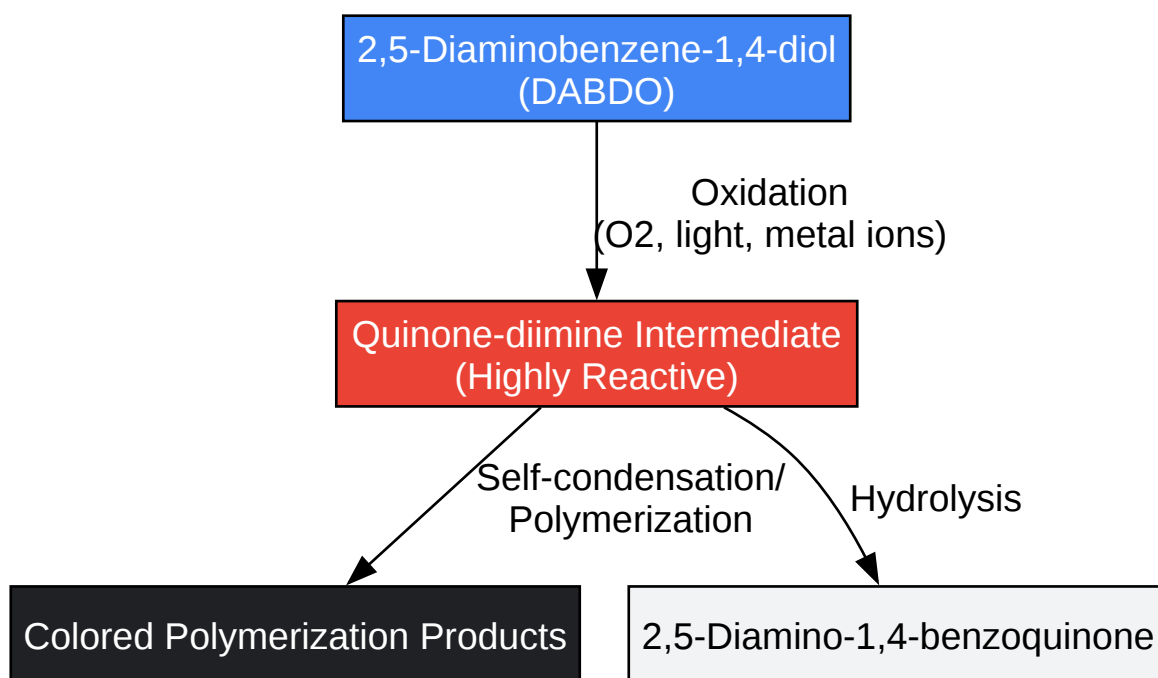 2,5-Diaminobenzene-1,4-diol
(DABDO)
Oxidation
(O2, light, metal ions)
Quinone-diimine Intermediate
(Highly Reactive)
Self-condensation/
Polymerization
Hydrolysis
Colored Polymerization Products
2,5-Diamino-1,4-benzoquinone